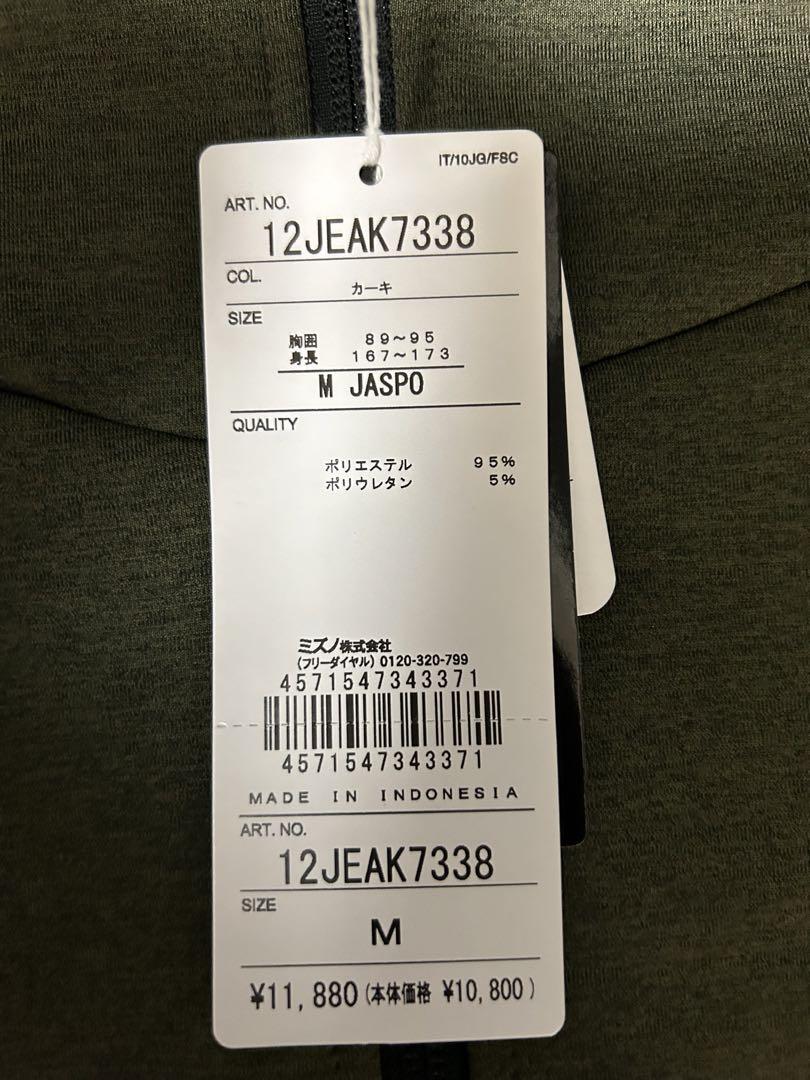 IT/10JG/FSC
ART. NO.
12JEAK7338
COL.
カーキ
SIZE
胸囲 89～95
身長 167～173
M JASPO
QUALITY
ポリエステル 95%
ポリウレタン 5%
ミズノ株式会社
(フリーダイヤル) 0120-320-799
4571547343371
4571547343371
MADE IN INDONESIA
ART. NO.
12JEAK7338
SIZE
M
¥11,880(本体価格 ¥10,800)